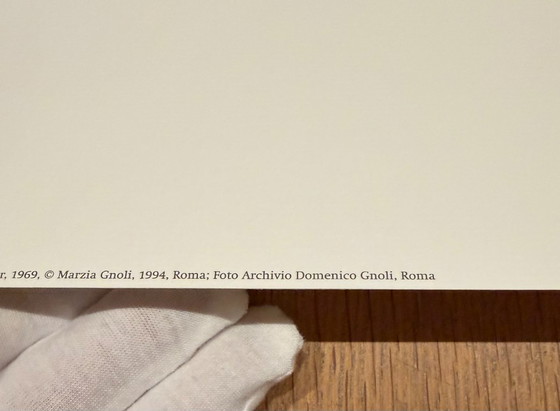 r, 1969, © Marzia Gnoli, 1994, Roma; Foto Archivio Domenico Gnoli, Roma